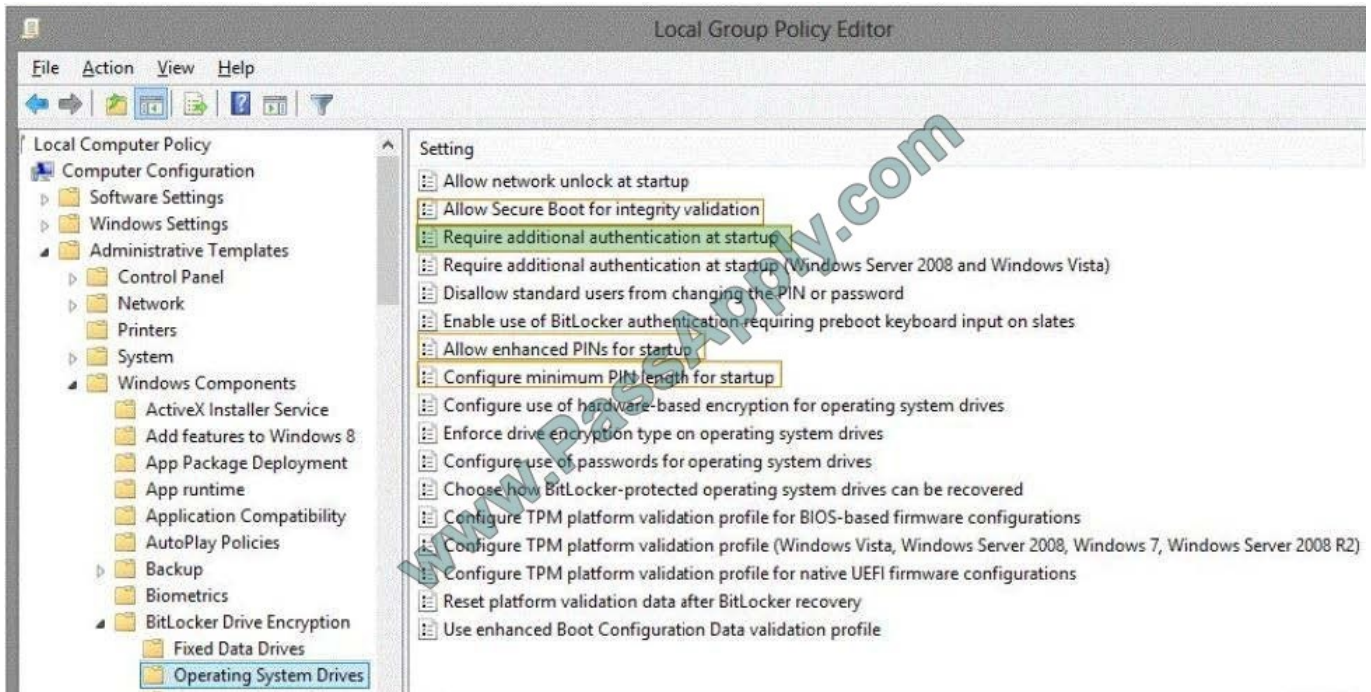 Local Group Policy Editor
File Action View Help
Local Computer Policy
Computer Configuration
Software Settings
Windows Settings
Administrative Templates
Control Panel
Network
Printers
System
Windows Components
ActiveX Installer Service
Add features to Windows 8
App Package Deployment
App runtime
Application Compatibility
AutoPlay Policies
Backup
Biometrics
BitLocker Drive Encryption
Fixed Data Drives
Operating System Drives
Setting
Allow network unlock at startup
Allow Secure Boot for integrity validation
Require additional authentication at startup
Require additional authentication at startup (Windows Server 2008 and Windows Vista)
Disallow standard users from changing the PIN or password
Enable use of BitLocker authentication requiring preboot keyboard input on slates
Allow enhanced PINs for startup
Configure minimum PIN length for startup
Configure use of hardware-based encryption for operating system drives
Enforce drive encryption type on operating system drives
Configure use of passwords for operating system drives
Choose how BitLocker-protected operating system drives can be recovered
Configure TPM platform validation profile for BIOS-based firmware configurations
Configure TPM platform validation profile (Windows Vista, Windows Server 2008, Windows 7, Windows Server 2008 R2)
Configure TPM platform validation profile for native UEFI firmware configurations
Reset platform validation data after BitLocker recovery
Use enhanced Boot Configuration Data validation profile
www.PassApply.com